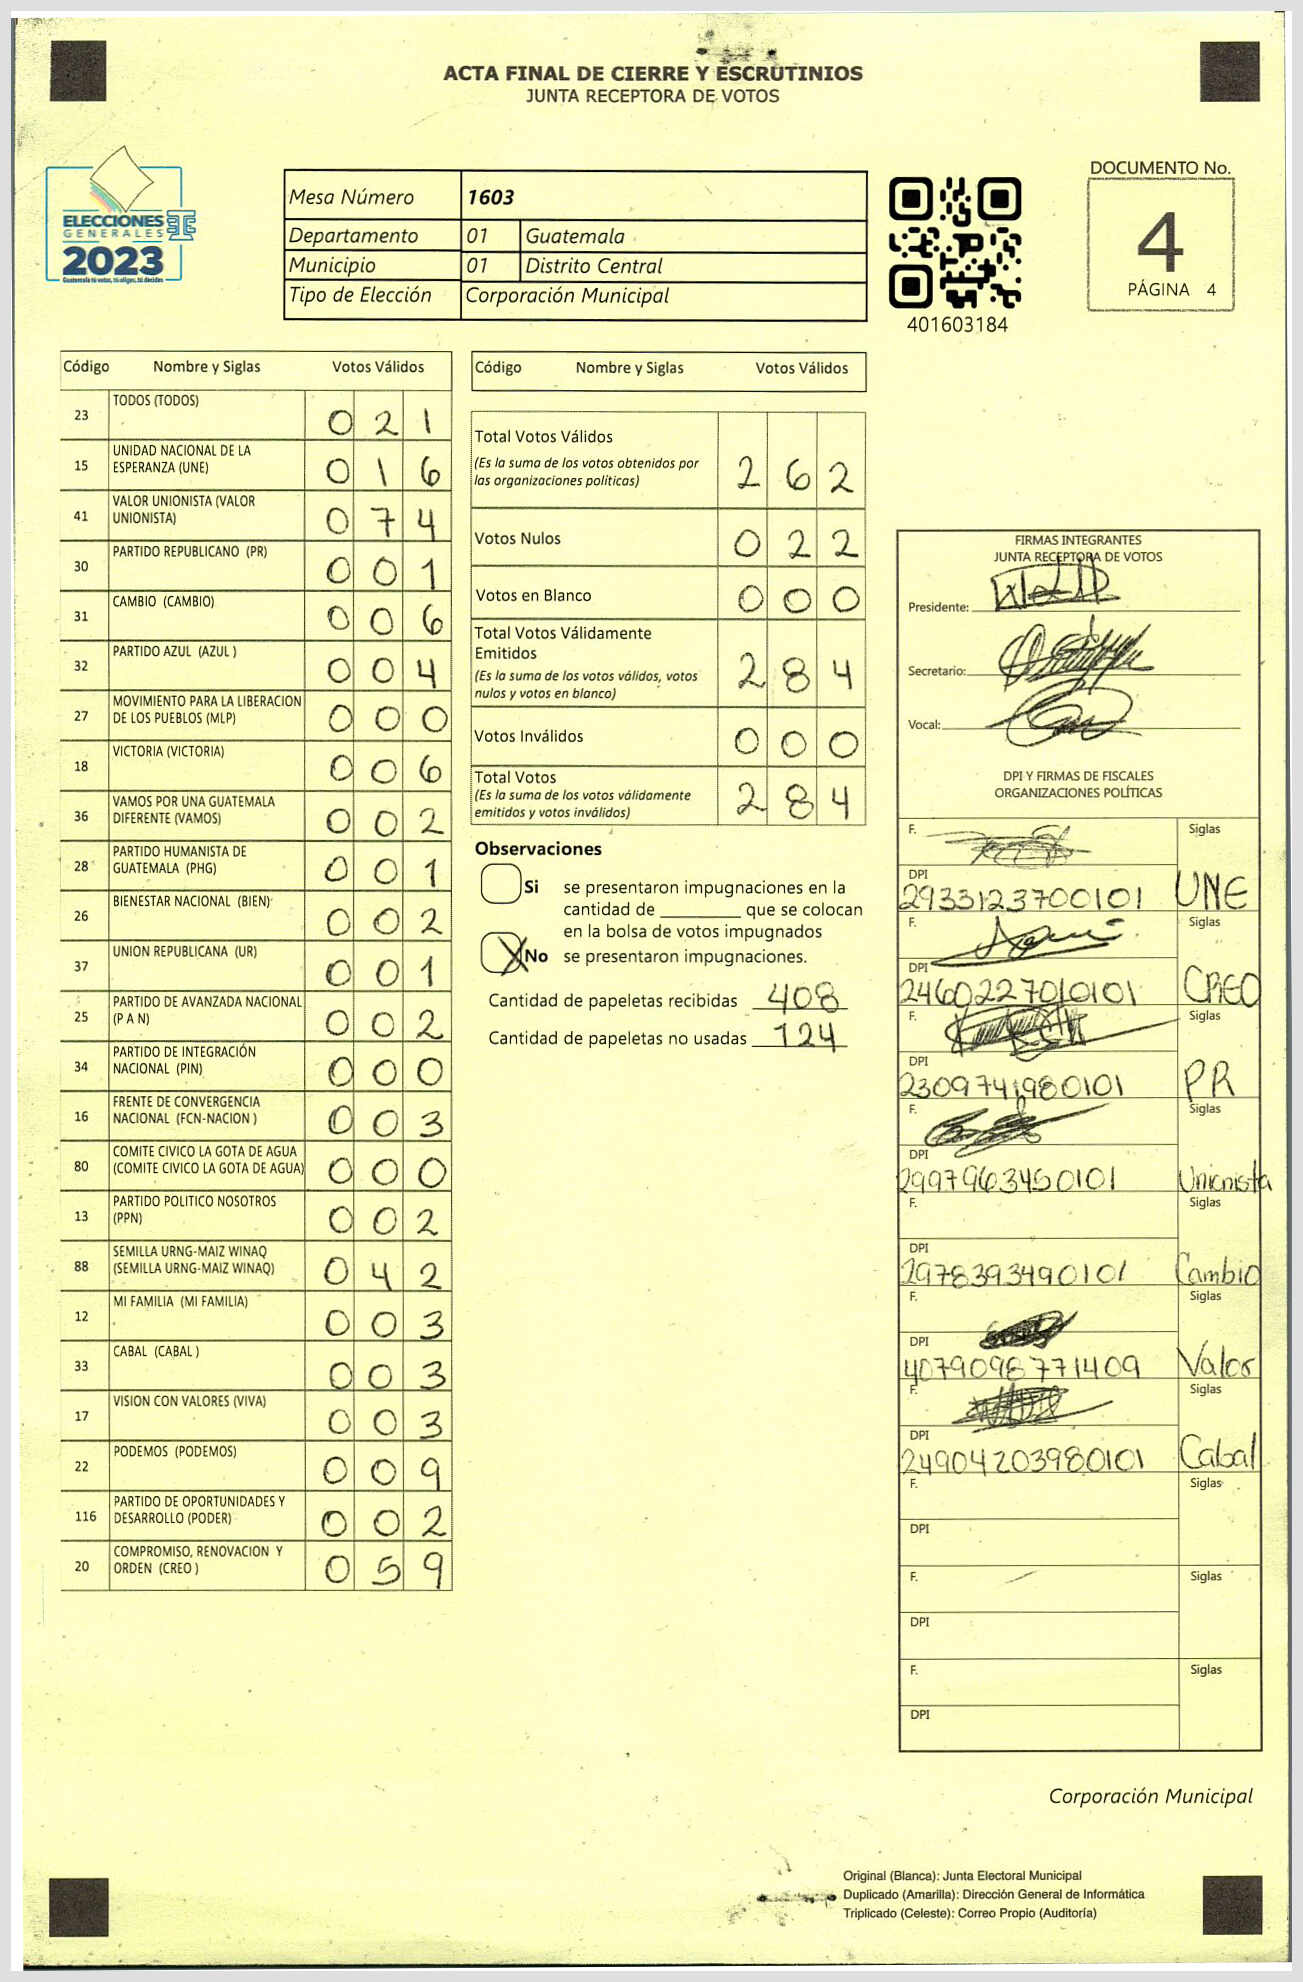 ACTA FINAL DE CIERRE Y ESCRUTINIOS
JUNTA RECEPTORA DE VOTOS
ELECCIONES
GENERALES
2023
Guatemala tú votas, tú eliges, tú decides
Mesa Número 1603
Departamento 01 Guatemala
Municipio 01 Distrito Central
Tipo de Elección Corporación Municipal
401603184
DOCUMENTO No.
4
PÁGINA 4
Código Nombre y Siglas Votos Válidos
23 TODOS (TODOS) 0 2 1
15 UNIDAD NACIONAL DE LA ESPERANZA (UNE) 0 1 6
41 VALOR UNIONISTA (VALOR UNIONISTA) 0 7 4
30 PARTIDO REPUBLICANO (PR) 0 0 1
31 CAMBIO (CAMBIO) 0 0 6
32 PARTIDO AZUL (AZUL ) 0 0 4
27 MOVIMIENTO PARA LA LIBERACION DE LOS PUEBLOS (MLP) 0 0 0
18 VICTORIA (VICTORIA) 0 0 6
36 VAMOS POR UNA GUATEMALA DIFERENTE (VAMOS) 0 0 2
28 PARTIDO HUMANISTA DE GUATEMALA (PHG) 0 0 1
26 BIENESTAR NACIONAL (BIEN) 0 0 2
37 UNION REPUBLICANA (UR) 0 0 1
25 PARTIDO DE AVANZADA NACIONAL (P A N) 0 0 2
34 PARTIDO DE INTEGRACIÓN NACIONAL (PIN) 0 0 0
16 FRENTE DE CONVERGENCIA NACIONAL (FCN-NACION ) 0 0 3
80 COMITE CIVICO LA GOTA DE AGUA (COMITE CIVICO LA GOTA DE AGUA) 0 0 0
13 PARTIDO POLITICO NOSOTROS (PPN) 0 0 2
88 SEMILLA URNG-MAIZ WINAQ (SEMILLA URNG-MAIZ WINAQ) 0 4 2
12 MI FAMILIA (MI FAMILIA) 0 0 3
33 CABAL (CABAL ) 0 0 3
17 VISION CON VALORES (VIVA) 0 0 3
22 PODEMOS (PODEMOS) 0 0 9
116 PARTIDO DE OPORTUNIDADES Y DESARROLLO (PODER) 0 0 2
20 COMPROMISO, RENOVACION Y ORDEN (CREO ) 0 5 9
Código Nombre y Siglas Votos Válidos
Total Votos Válidos 2 6 2
(Es la suma de los votos obtenidos por
las organizaciones políticas)
Votos Nulos 0 2 2
Votos en Blanco 0 0 0
Total Votos Válidamente
Emitidos 2 8 4
(Es la suma de los votos válidos, votos
nulos y votos en blanco)
Votos Inválidos 0 0 0
Total Votos 2 8 4
(Es la suma de los votos válidamente
emitidos y votos inválidos)
Observaciones
Si se presentaron impugnaciones en la
cantidad de ________ que se colocan
en la bolsa de votos impugnados
X No se presentaron impugnaciones.
Cantidad de papeletas recibidas 408
Cantidad de papeletas no usadas 124
FIRMAS INTEGRANTES
JUNTA RECEPTORA DE VOTOS
Presidente:
Secretario:
Vocal:
DPI Y FIRMAS DE FISCALES
ORGANIZACIONES POLÍTICAS
F. Siglas
DPI
2933123700101 UNE
F. Siglas
DPI
2460227010101 CREO
F. Siglas
DPI
2309741980101 PR
F. Siglas
DPI
2997963450101 Unionista
F. Siglas
DPI
2978393490101 Cambio
F. Siglas
DPI
4079098771409 Valor
F. Siglas
DPI
24904203980101 Cabal
F. Siglas
DPI
F. Siglas
DPI
F. Siglas
DPI
Corporación Municipal
Original (Blanca): Junta Electoral Municipal
Duplicado (Amarilla): Dirección General de Informática
Triplicado (Celeste): Correo Propio (Auditoría)